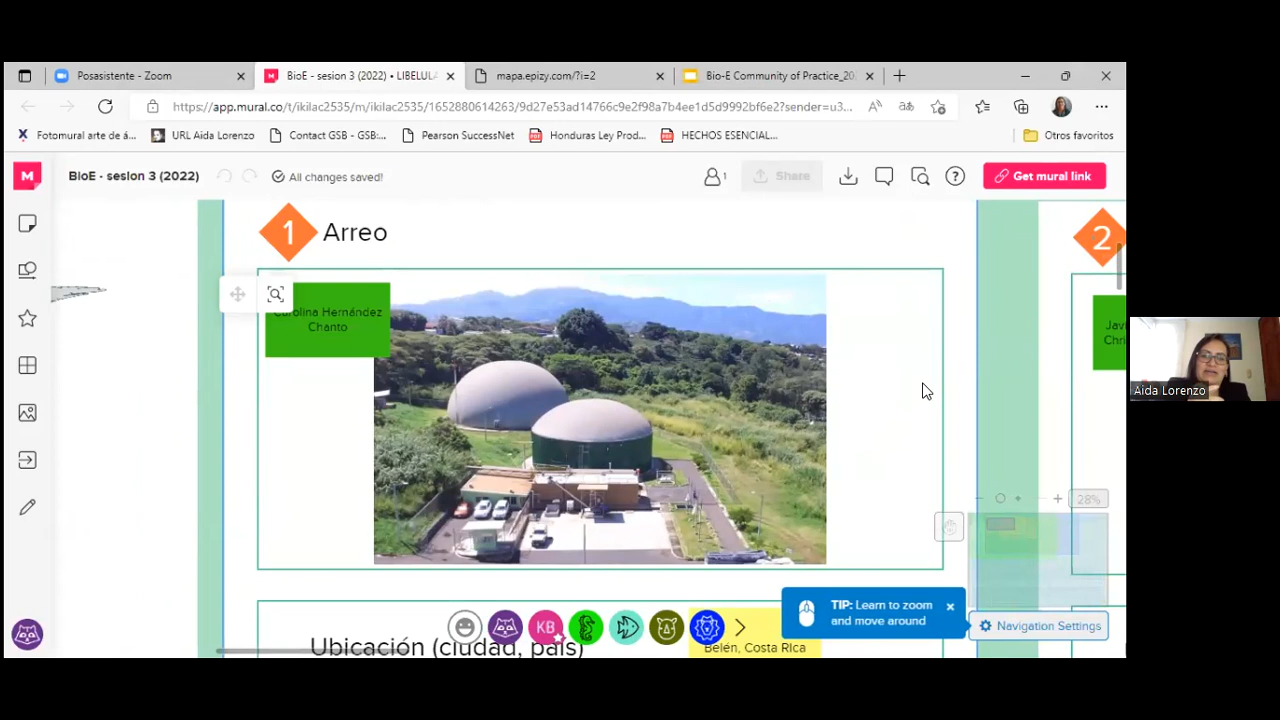 Posasistente - Zoom
BioE - sesion 3 (2022) • LIBELULA
mapa.epizy.com/?i=2
Bio-E Community of Practice_20
https://app.mural.co/t/ikilac2535/m/ikilac2535/1652880614263/9d27e53ad14766c9e2f98a7b4ee1d5d9992bf6e2?sender=u3...
Fotomural arte de á...
URL Aida Lorenzo
Contact GSB - GSB:...
Pearson SuccessNet
Honduras Ley Prod...
HECHOS ESENCIAL...
Otros favoritos
M
BioE - sesion 3 (2022)
All changes saved!
1
Share
Get mural link
1 Arreo
2
Carolina Hernández
Chanto
Javi
Chri
Aida Lorenzo
28%
TIP: Learn to zoom
and move around
Navigation Settings
KB
Ubicación (ciudad, país)
Belén, Costa Rica